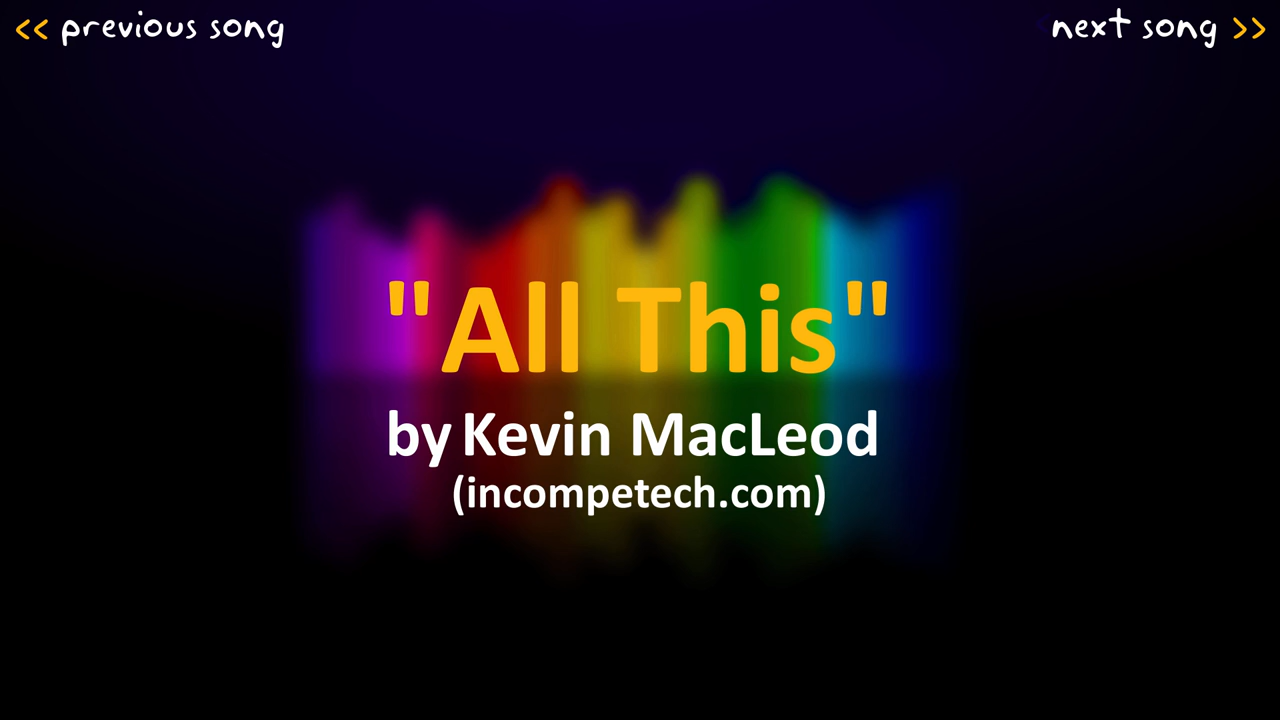 << previous song
next song >>
"All This"
by Kevin MacLeod
(incompetech.com)